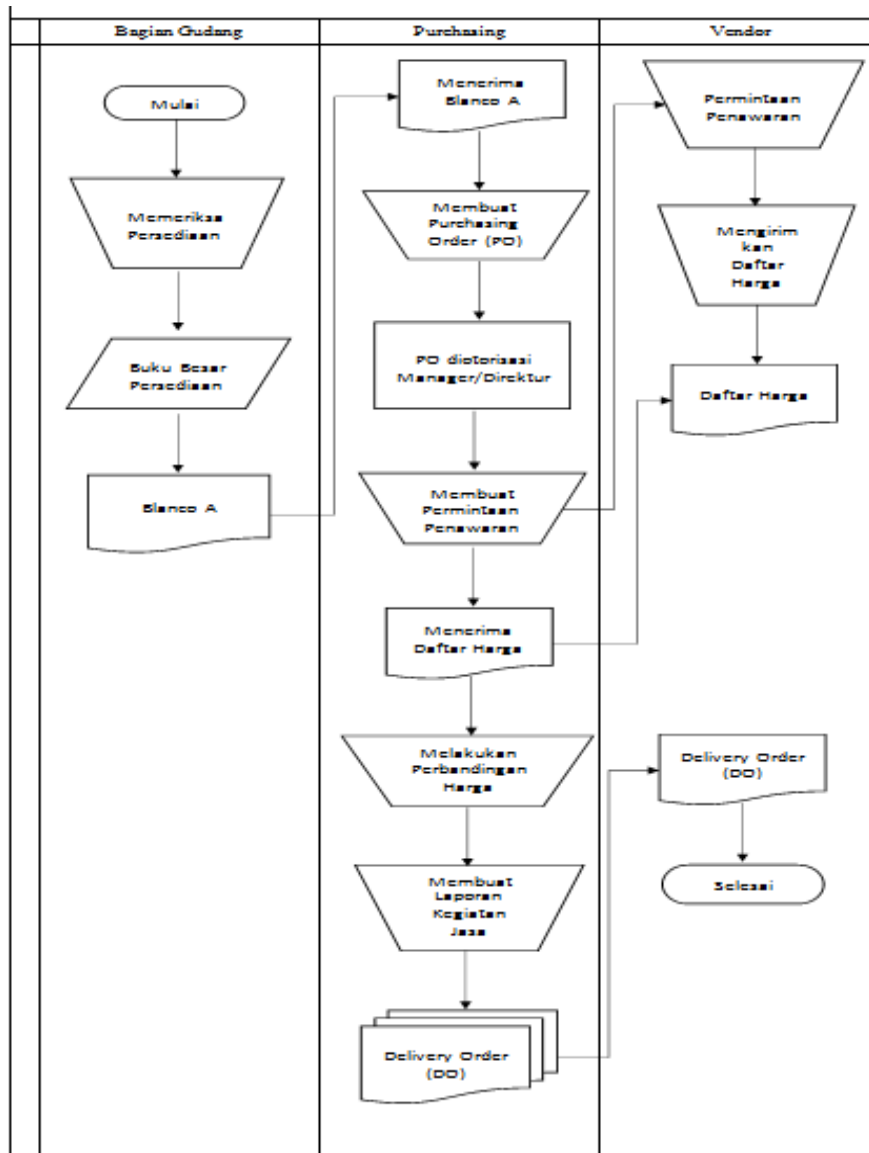 Bagian Gudang
Purchasing
Vendor
Mulai
Memeriksa
Persediaan
Buku Besar
Persediaan
Blanco A
Menerima
Blanco A
Membuat
Purchasing
Order (PO)
PO diotorisasi
Manager/Direktur
Membuat
Permintaan
Penawaran
Menerima
Daftar Harga
Melakukan
Perbandingan
Harga
Membuat
Laporan
Kegiatan
Jasa
Delivery Order
(DO)
Permintaan
Penawaran
Mengirim
kan
Daftar
Harga
Daftar Harga
Delivery Order
(DO)
Selesai